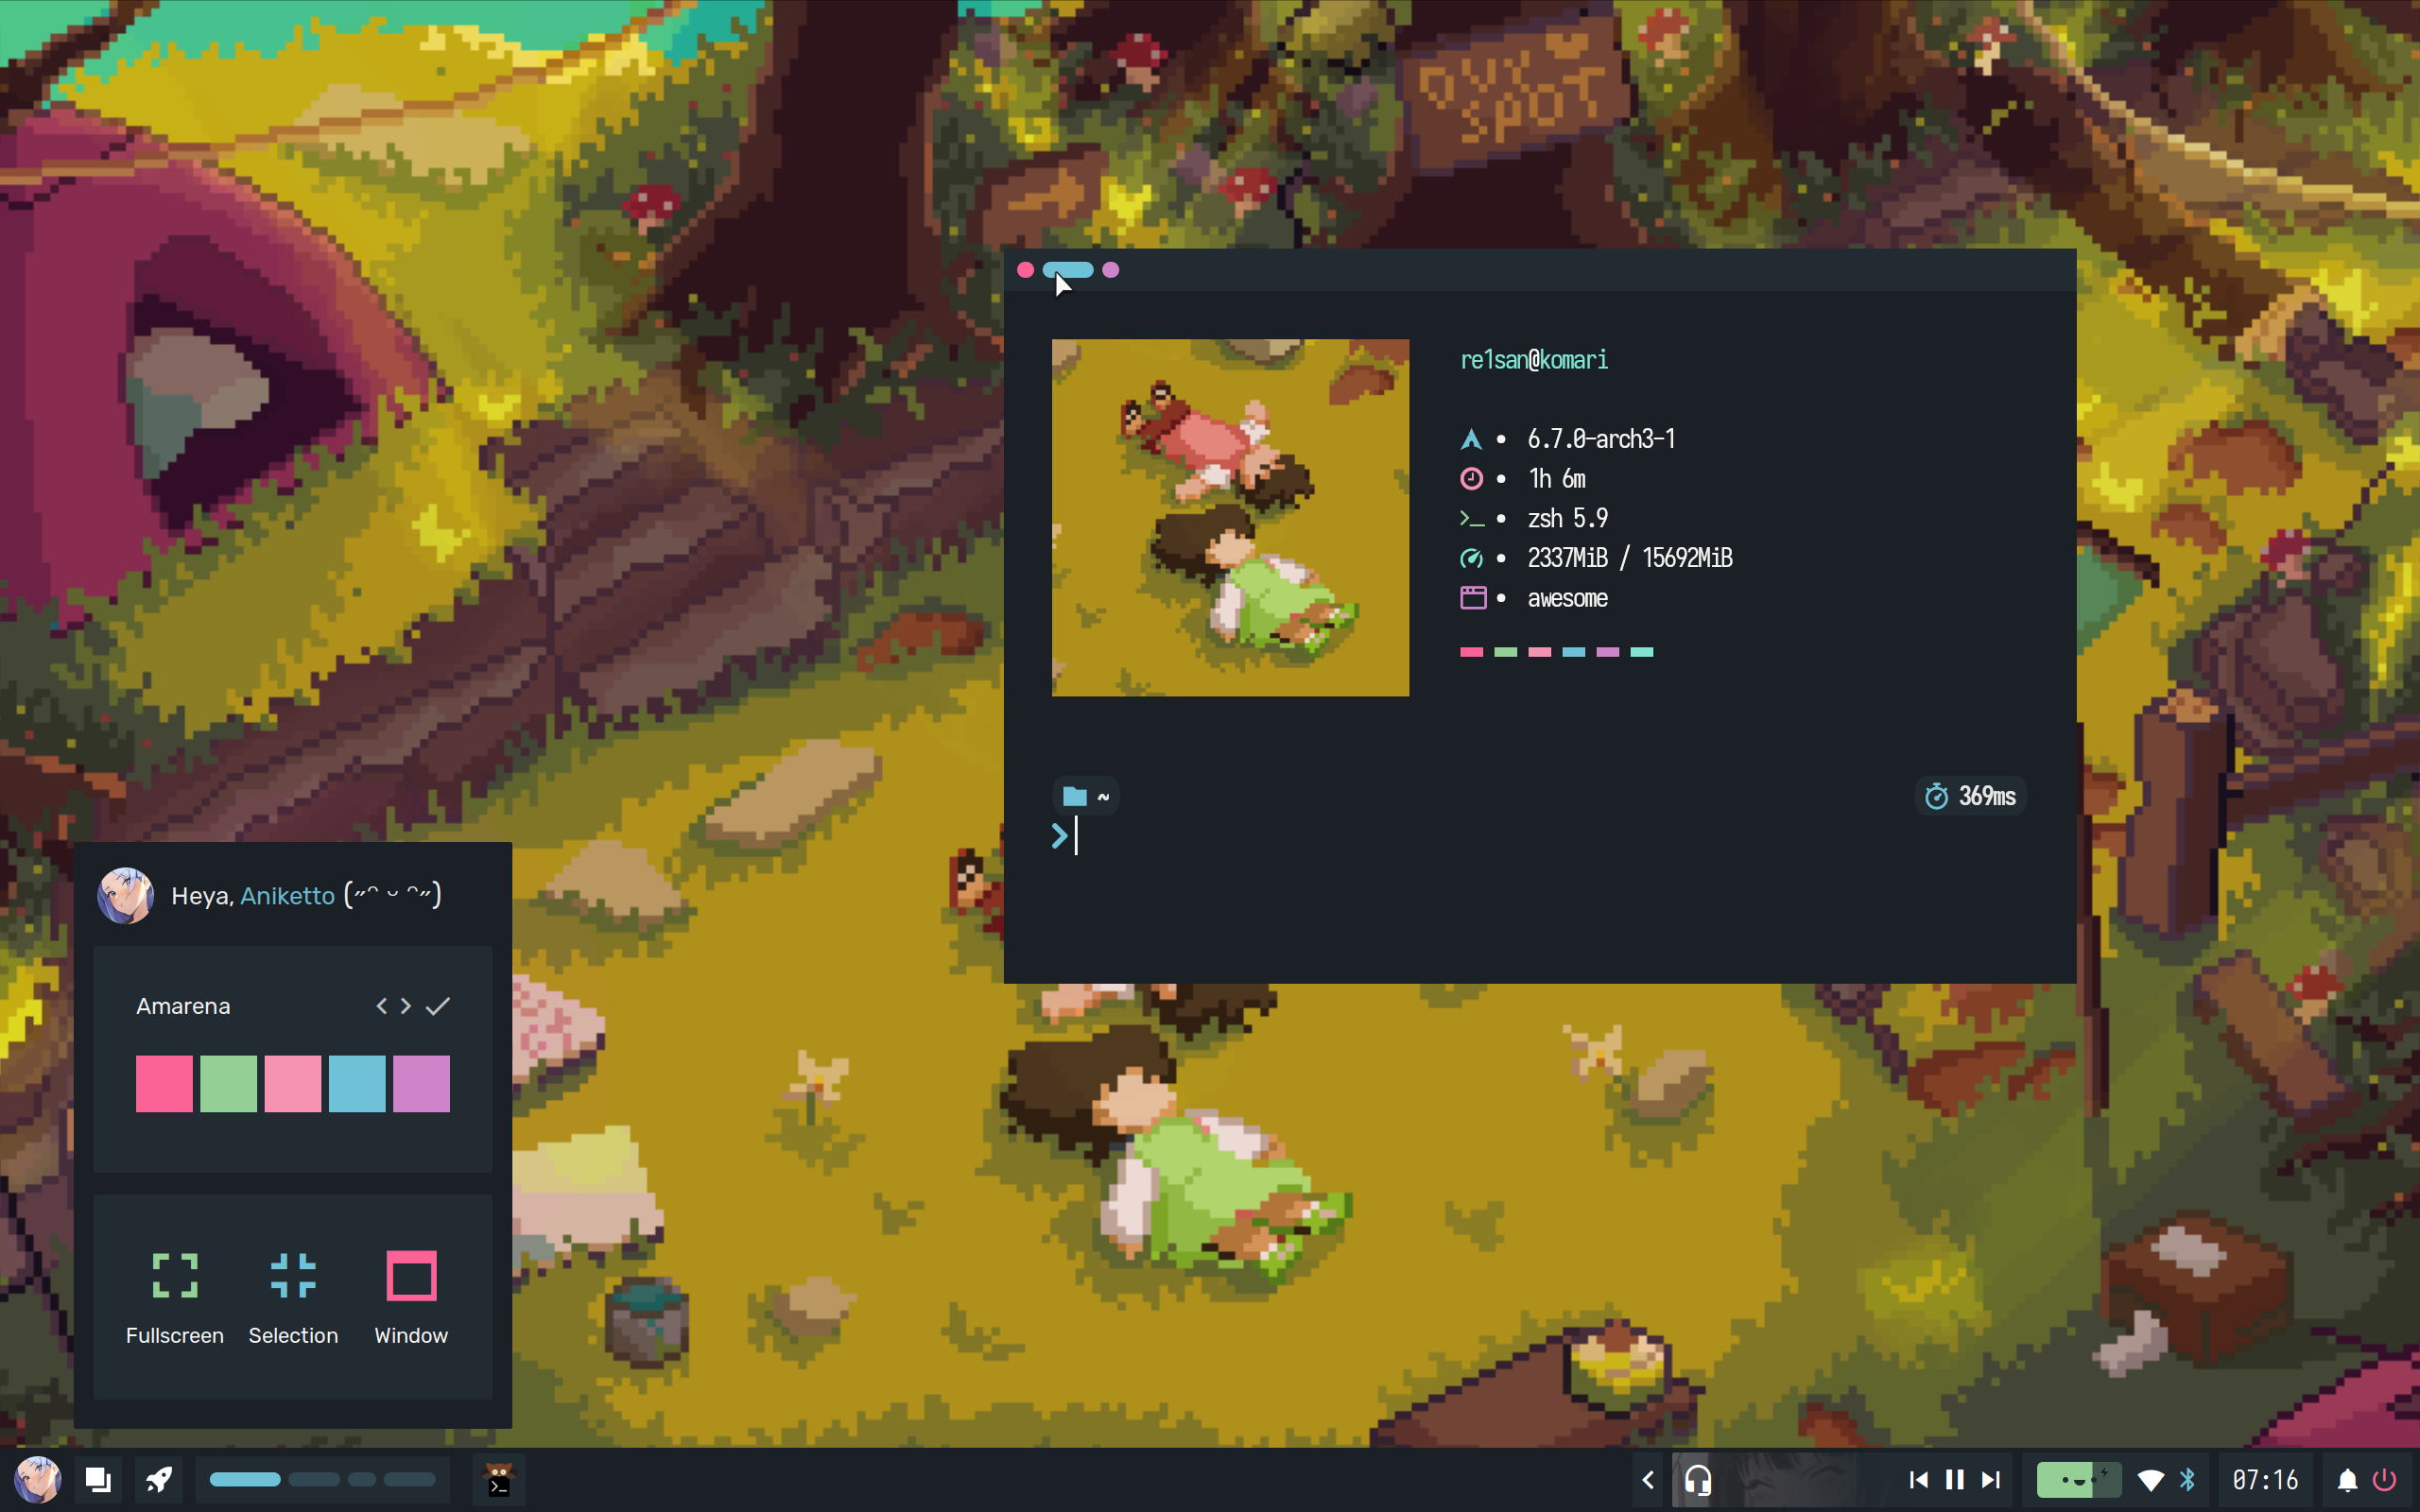 OVIOT
SPOT
re1san@komari
6.7.0-arch3-1
1h 6m
zsh 5.9
2337MiB / 15692MiB
awesome
~
369ms
Heya, Aniketto (˶ᵔ ᵕ ᵔ˶)
Amarena
Fullscreen Selection Window
07:16